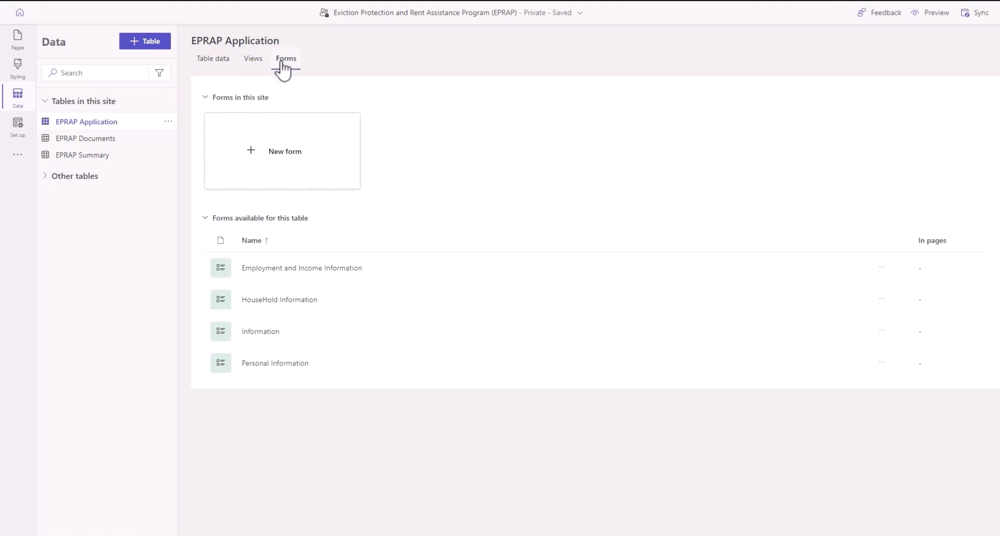 Eviction Protection and Rent Assistance Program (EPRAP) - Private - Saved
Feedback
Preview
Sync
Pages
Styling
Data
Set up
Data
Table
Search
Tables in this site
EPRAP Application
EPRAP Documents
EPRAP Summary
Other tables
EPRAP Application
Table data Views Forms
Forms in this site
New form
Forms available for this table
Name In pages
Employment and Income Information -
HouseHold Information -
Information -
Personal Information -